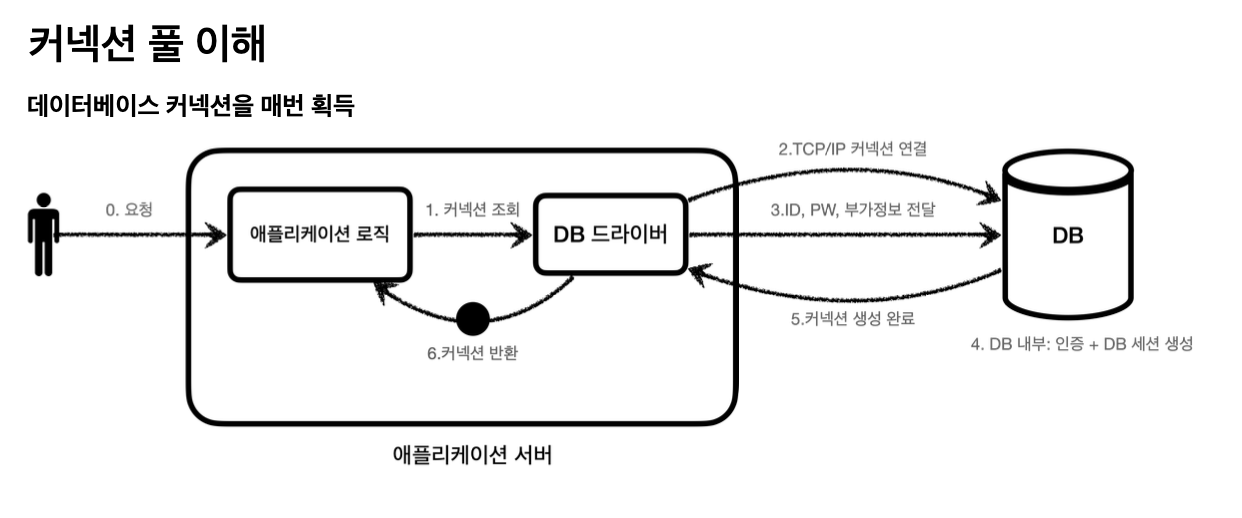 커넥션 풀 이해
데이터베이스 커넥션을 매번 획득
0. 요청
애플리케이션 로직
1. 커넥션 조회
DB 드라이버
2.TCP/IP 커넥션 연결
3.ID, PW, 부가정보 전달
DB
5.커넥션 생성 완료
4. DB 내부: 인증 + DB 세션 생성
6.커넥션 반환
애플리케이션 서버